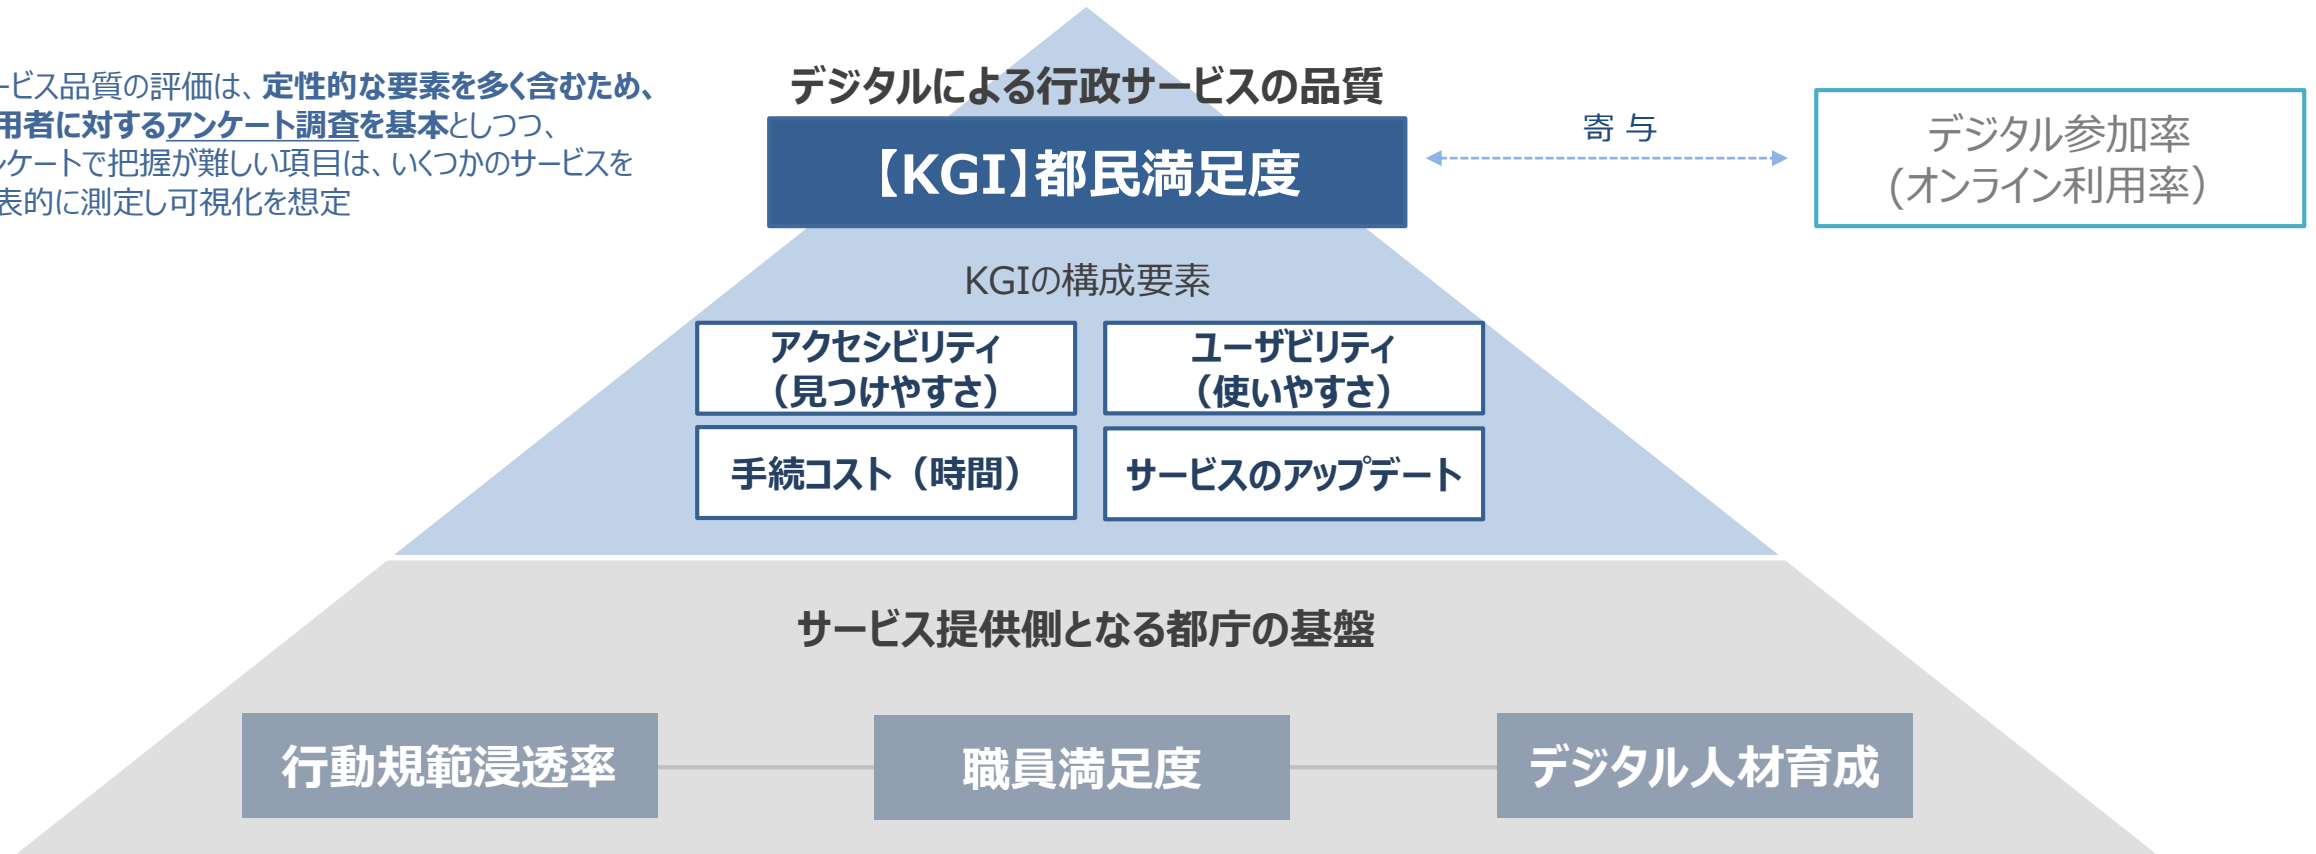 ービス品質の評価は、定性的な要素を多く含むため、
用者に対するアンケート調査を基本としつつ、
ンケートで把握が難しい項目は、いくつかのサービスを
表的に測定し可視化を想定
デジタルによる行政サービスの品質
【KGI】都民満足度
寄 与
デジタル参加率
(オンライン利用率）
KGIの構成要素
アクセシビリティ
（見つけやすさ）
ユーザビリティ
（使いやすさ）
手続コスト（時間）
サービスのアップデート
サービス提供側となる都庁の基盤
行動規範浸透率
職員満足度
デジタル人材育成